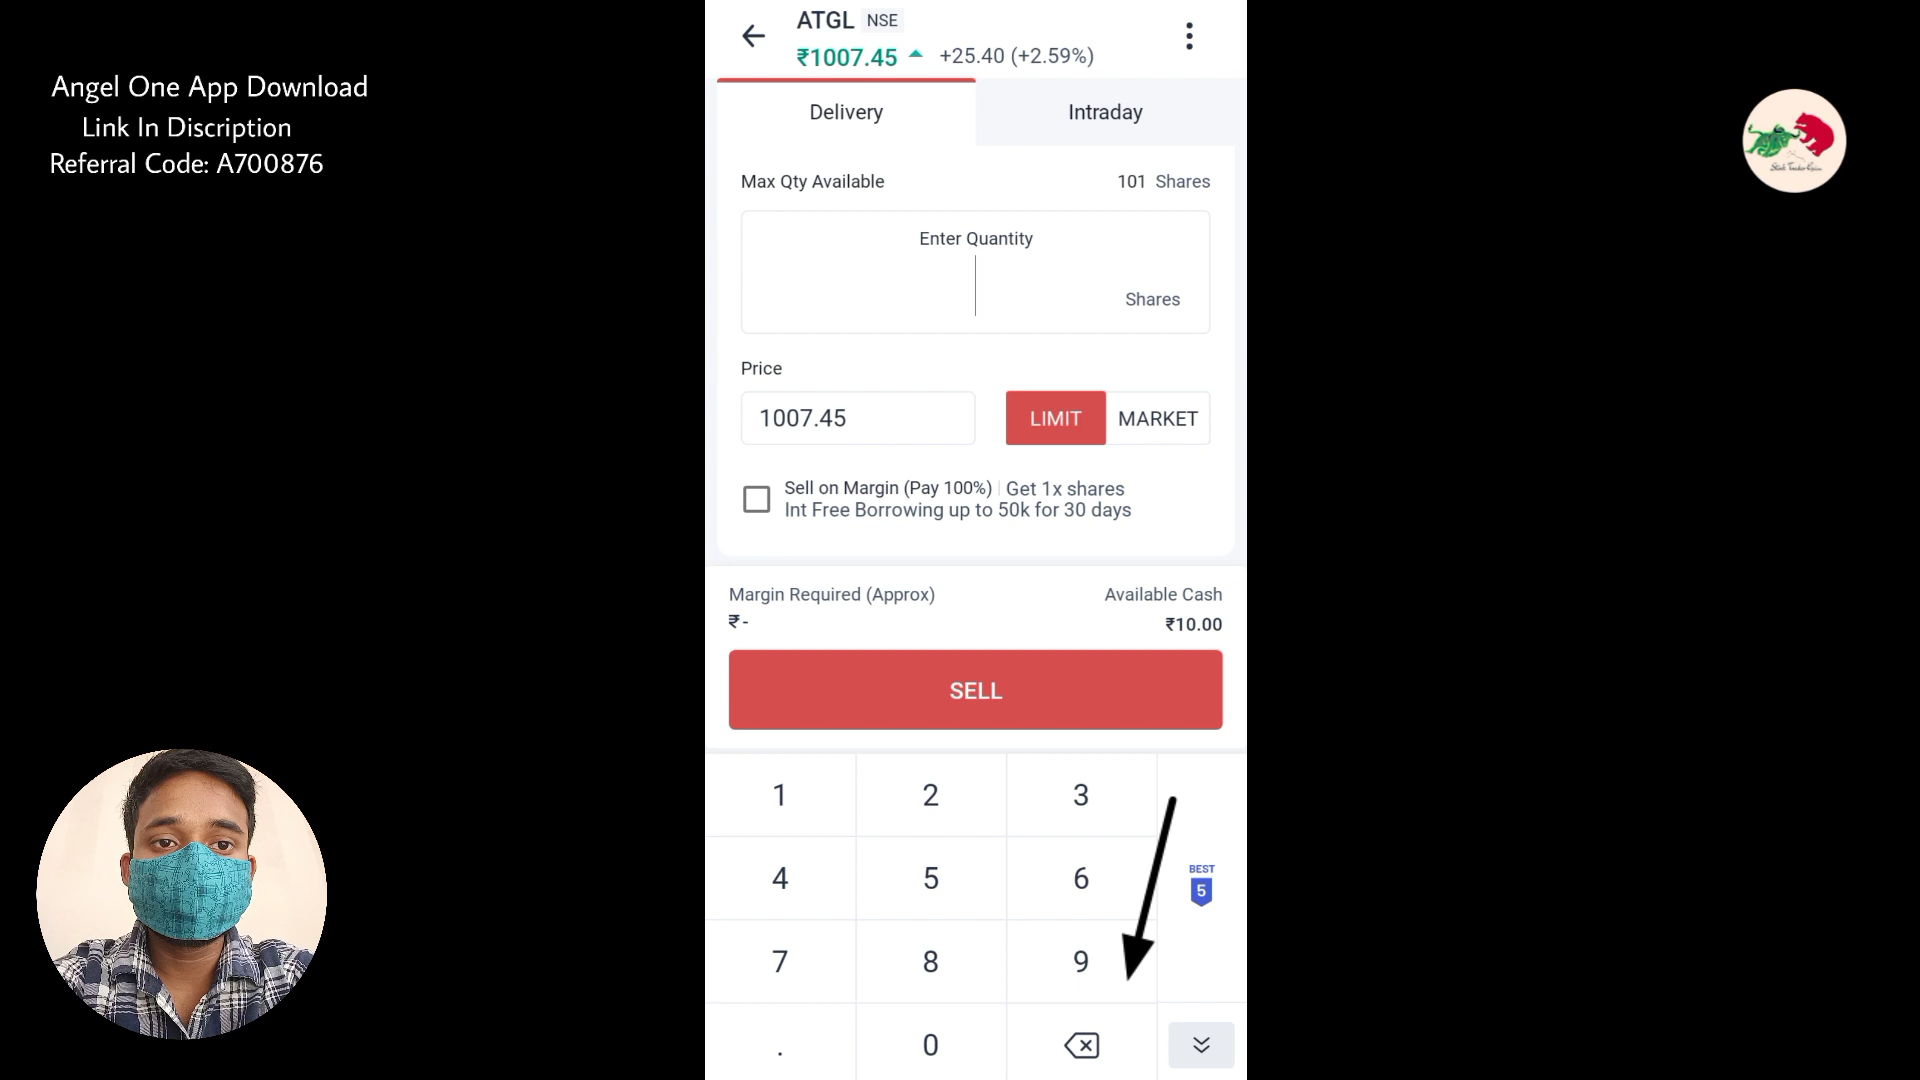 Angel One App Download
Link In Discription
Referral Code: A700876
ATGL NSE
₹1007.45 +25.40 (+2.59%)
Delivery
Intraday
Max Qty Available
101 Shares
Enter Quantity
Shares
Price
1007.45
LIMIT
MARKET
Sell on Margin (Pay 100%) Get 1x shares
Int Free Borrowing up to 50k for 30 days
Margin Required (Approx)
₹-
Available Cash
₹10.00
SELL
1
2
3
4
5
6
BEST
5
7
8
9
.
0